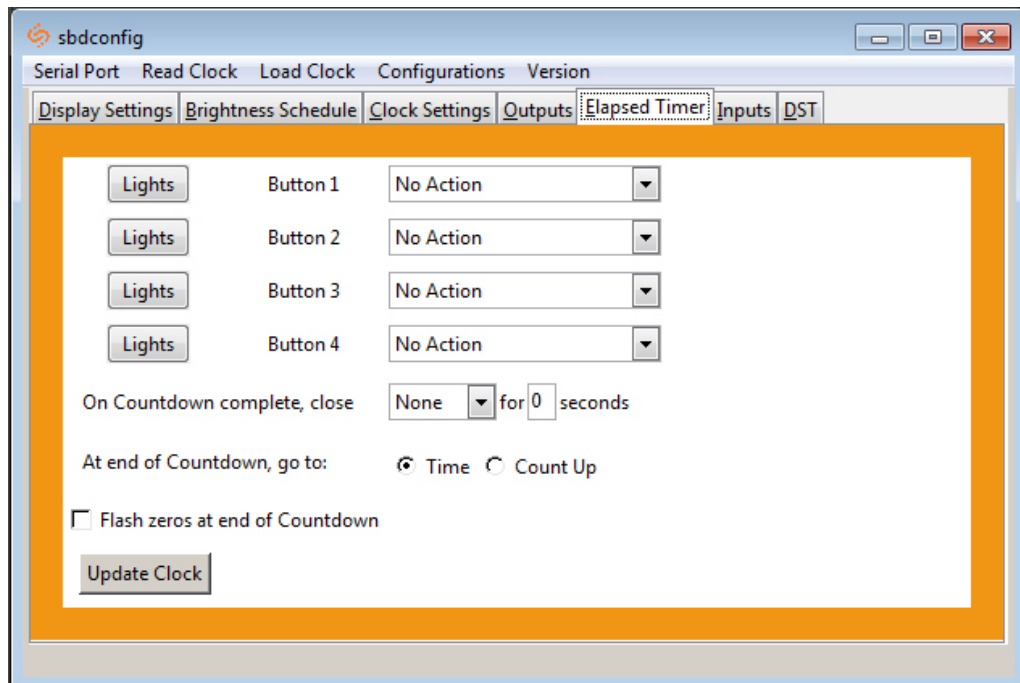 sbdconfig
Serial Port Read Clock Load Clock Configurations Version
Display Settings Brightness Schedule Clock Settings Outputs Elapsed Timer Inputs DST
Lights Button 1 No Action
Lights Button 2 No Action
Lights Button 3 No Action
Lights Button 4 No Action
On Countdown complete, close None for 0 seconds
At end of Countdown, go to: Time Count Up
Flash zeros at end of Countdown
Update Clock